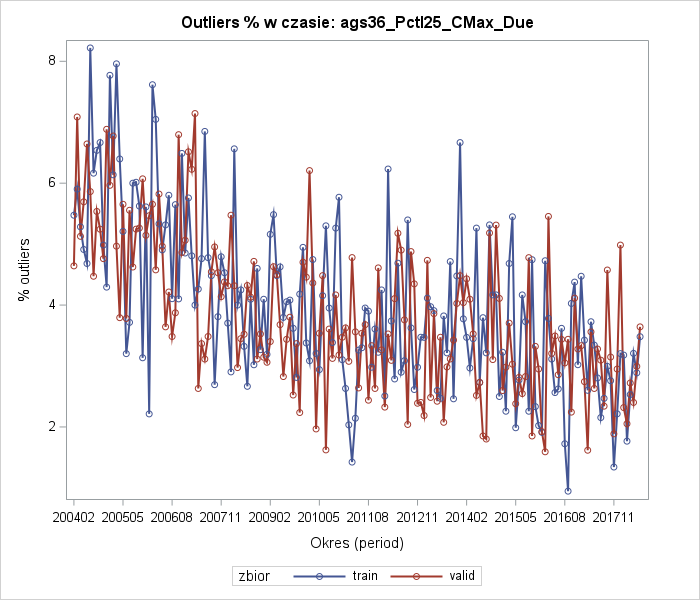 Outliers % w czasie: ags36_Pctl25_CMax_Due
8
6
4
2
% outliers
200402 200505 200608 200711 200902 201005 201108 201211 201402 201505 201608 201711
Okres (period)
zbior train valid